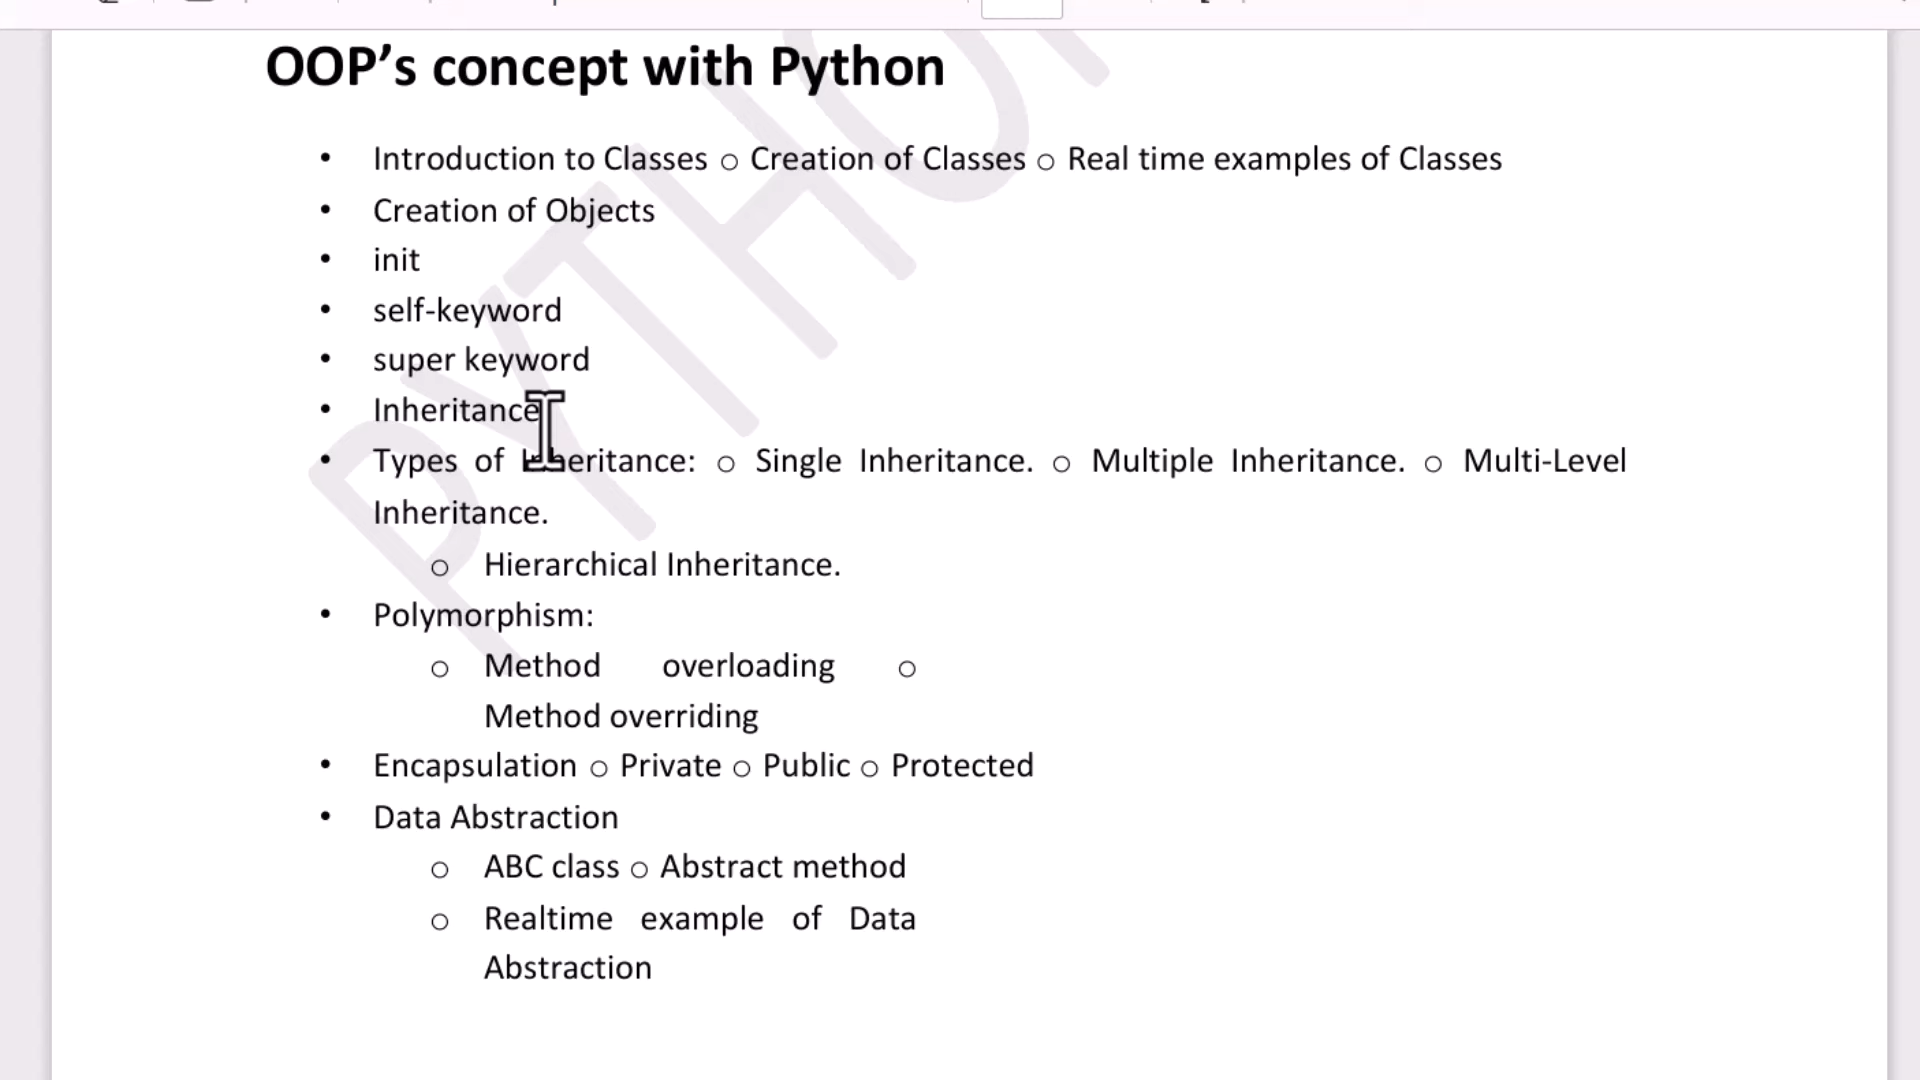 OOP’s concept with Python
• Introduction to Classes o Creation of Classes o Real time examples of Classes
• Creation of Objects
• init
• self-keyword
• super keyword
• Inheritance
• Types of Inheritance: o Single Inheritance. o Multiple Inheritance. o Multi-Level
Inheritance.
o Hierarchical Inheritance.
• Polymorphism:
o Method overloading o
Method overriding
• Encapsulation o Private o Public o Protected
• Data Abstraction
o ABC class o Abstract method
o Realtime example of Data
Abstraction